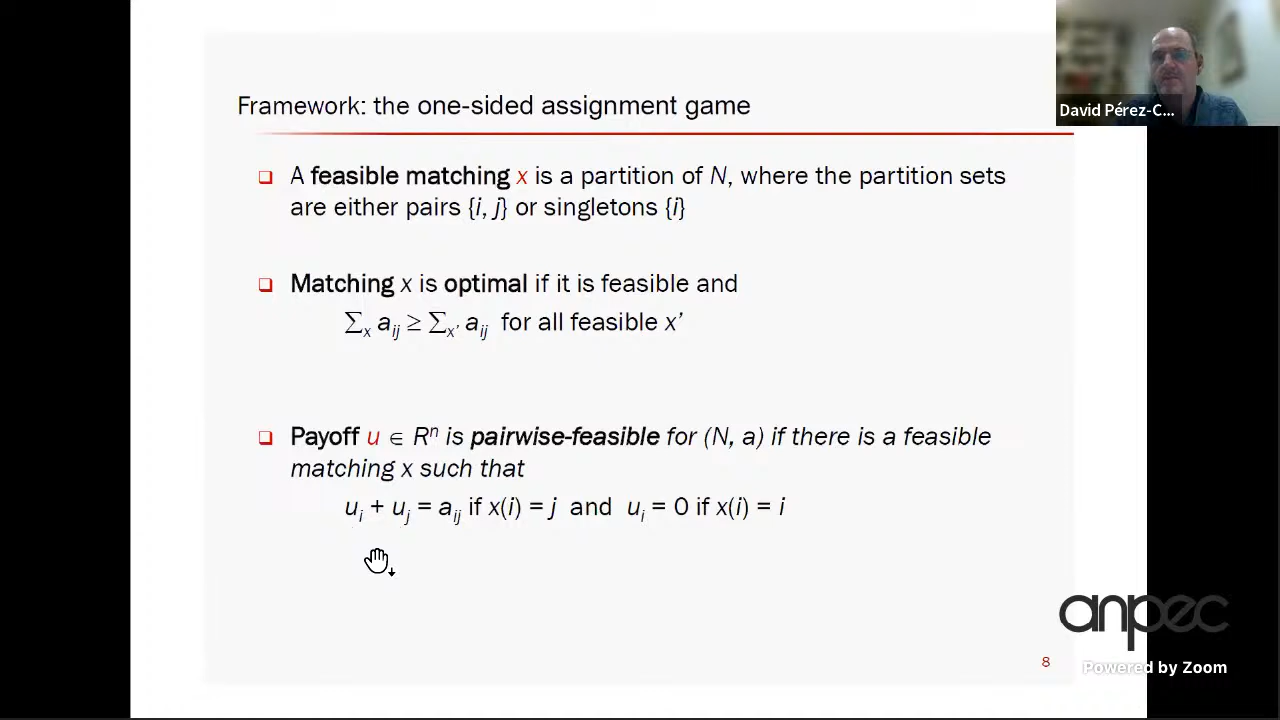 David Pérez-C...
Framework: the one-sided assignment game
❑ A feasible matching x is a partition of N, where the partition sets
are either pairs {i, j} or singletons {i}
❑ Matching x is optimal if it is feasible and
∑x aij ≥ ∑x’ aij for all feasible x’
❑ Payoff u ∈ Rⁿ is pairwise-feasible for (N, a) if there is a feasible
matching x such that
ui + uj = aij if x(i) = j and ui = 0 if x(i) = i
anpec
8
Powered by Zoom